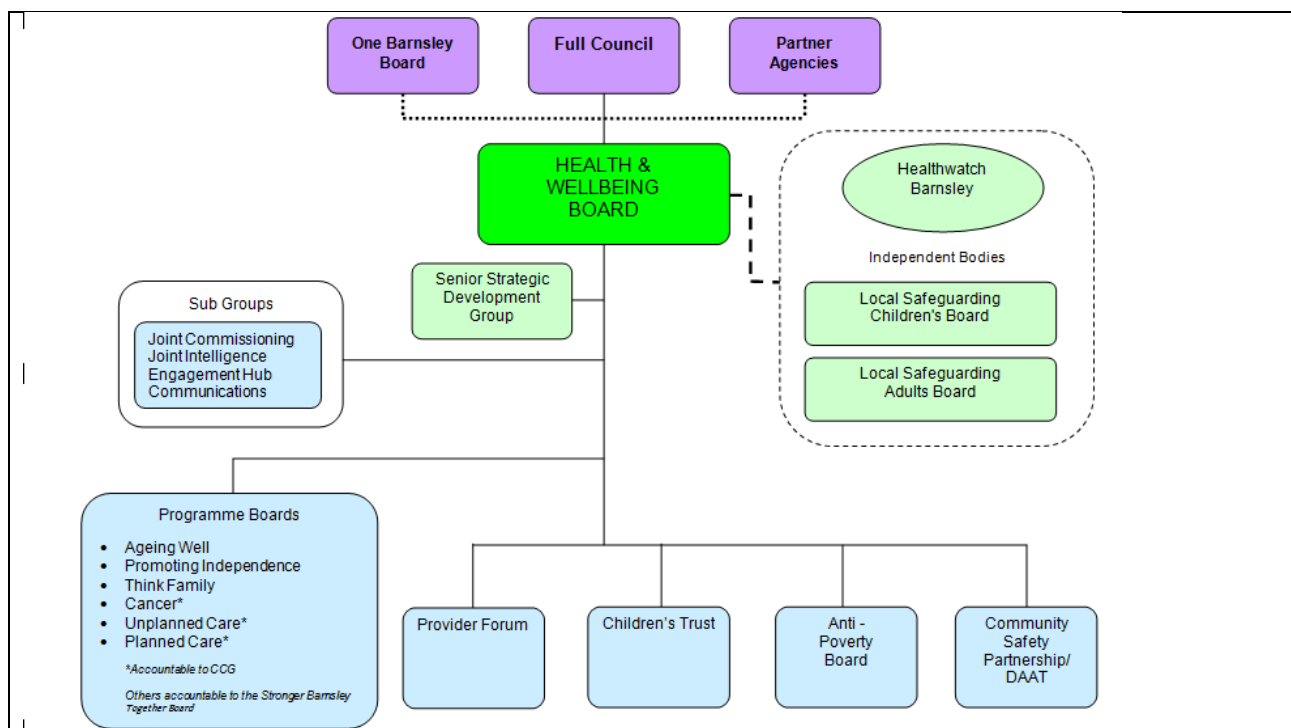 One Barnsley
Board
Full Council
Partner
Agencies
HEALTH &
WELLBEING
BOARD
Healthwatch
Barnsley
Independent Bodies
Local Safeguarding
Children's Board
Local Safeguarding
Adults Board
Senior Strategic
Development
Group
Sub Groups
Joint Commissioning
Joint Intelligence
Engagement Hub
Communications
Programme Boards
• Ageing Well
• Promoting Independence
• Think Family
• Cancer*
• Unplanned Care*
• Planned Care*
*Accountable to CCG
Others accountable to the Stronger Barnsley
Together Board
Provider Forum
Children’s Trust
Anti -
Poverty
Board
Community
Safety
Partnership/
DAAT